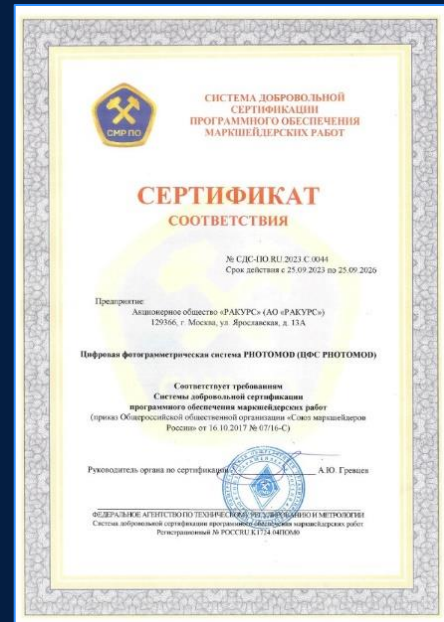 СИСТЕМА ДОБРОВОЛЬНОЙ
СЕРТИФИКАЦИИ
ПРОГРАММНОГО ОБЕСПЕЧЕНИЯ
МАРКШЕЙДЕРСКИХ РАБОТ
СМР ПО
СЕРТИФИКАТ
СООТВЕТСТВИЯ
№ СДС-ПО.RU.2023.С.0044
Срок действия с 25.09.2023 по 25.09.2026
Предприятие:
Акционерное общество «РАКУРС» (АО «РАКУРС»)
129366, г. Москва, ул. Ярославская, д. 13А
Цифровая фотограмметрическая система PHOTOMOD (ЦФС PHOTOMOD)
Соответствует требованиям
Системы добровольной сертификации
программного обеспечения маркшейдерских работ
(приказ Общероссийской общественной организации «Союз маркшейдеров
России» от 16.10.2017 № 07/16-С)
Руководитель органа по сертификации А.Ю. Гревцев
ФЕДЕРАЛЬНОЕ АГЕНТСТВО ПО ТЕХНИЧЕСКОМУ РЕГУЛИРОВАНИЮ И МЕТРОЛОГИИ
Система добровольной сертификации программного обеспечения маркшейдерских работ
Регистрационный № РОСС RU.К1724.04ПОМ0